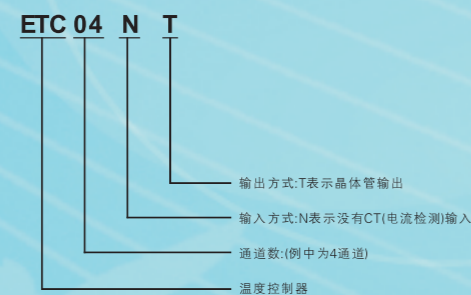 ETC 04 N T
输出方式:T表示晶体管输出
输入方式:N表示没有CT(电流检测)输入
通道数:(例中为4通道)
温度控制器